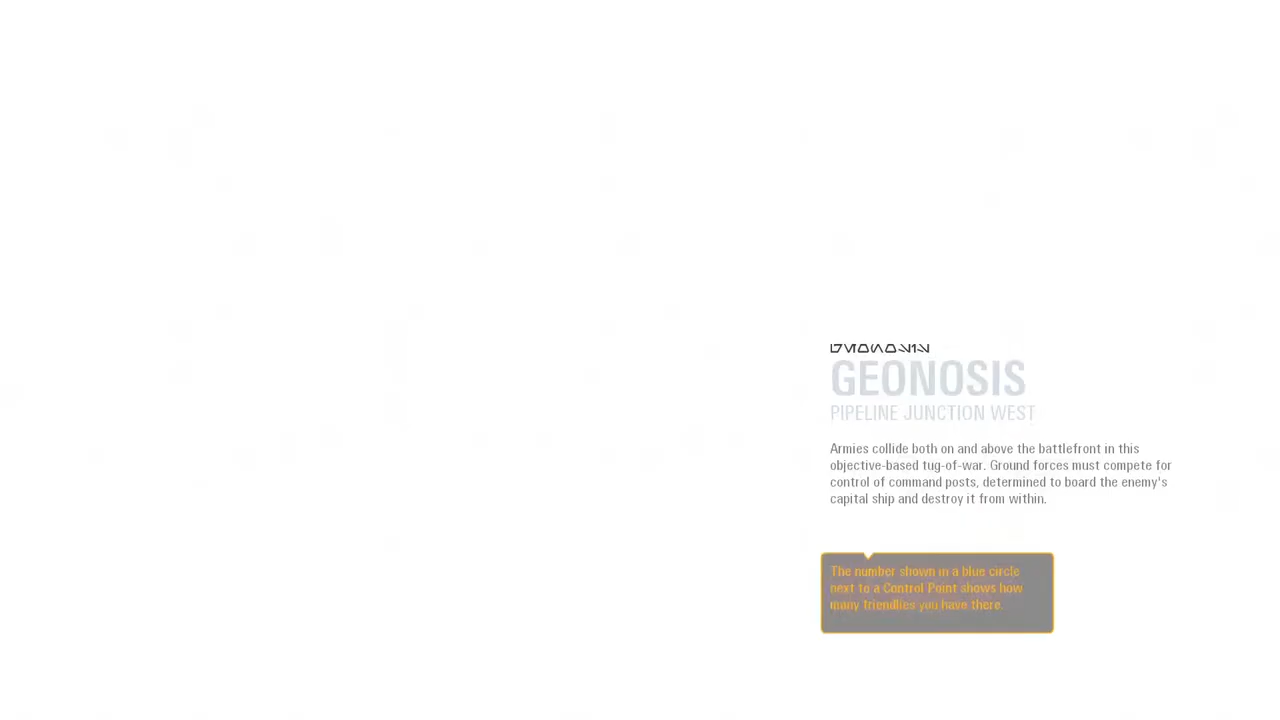 GEONOSIS
PIPELINE JUNCTION WEST
Armies collide both on and above the battlefront in this
objective-based tug-of-war. Ground forces must compete for
control of command posts, determined to board the enemy's
capital ship and destroy it from within.
The number shown in a blue circle
next to a Control Point shows how
many friendlies you have there.